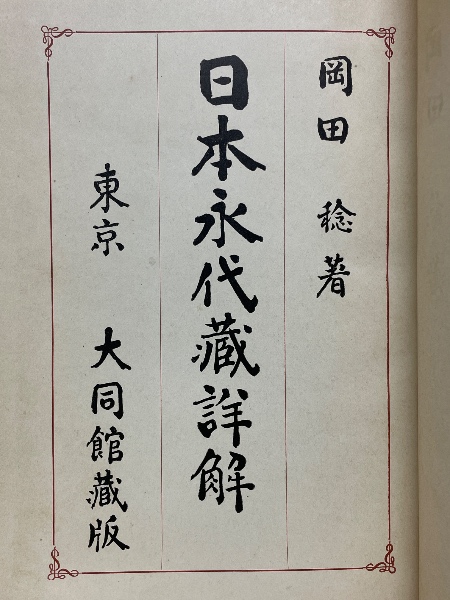 岡田 稔著
日本永代藏詳解
東京 大同館藏版